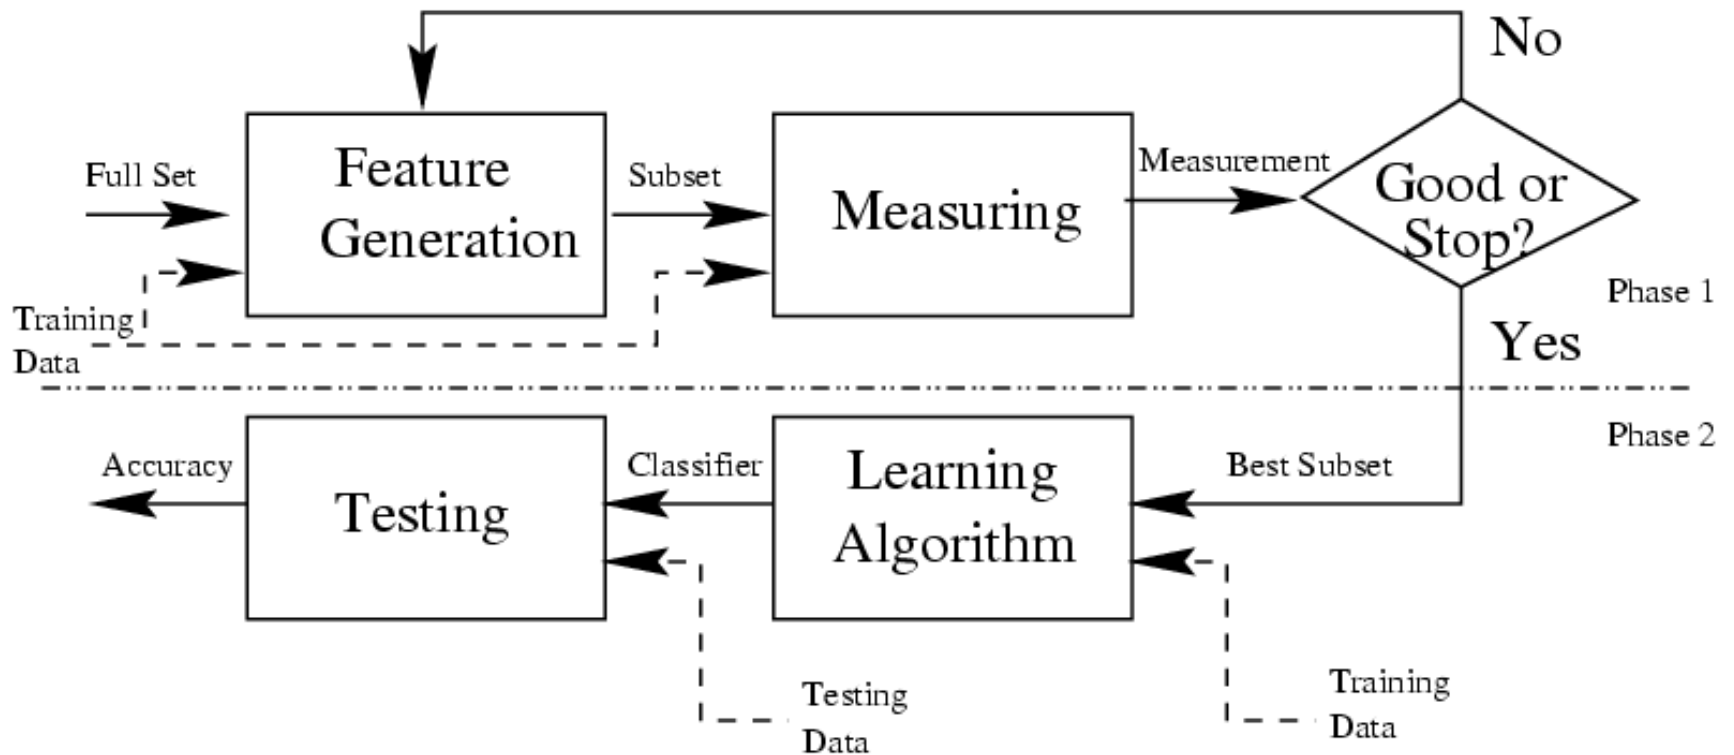 No
Full Set
Feature
Generation
Subset
Measuring
Measurement
Good or
Stop?
Training
Data
Phase 1
Yes
Phase 2
Accuracy
Testing
Classifier
Learning
Algorithm
Best Subset
Testing
Data
Training
Data